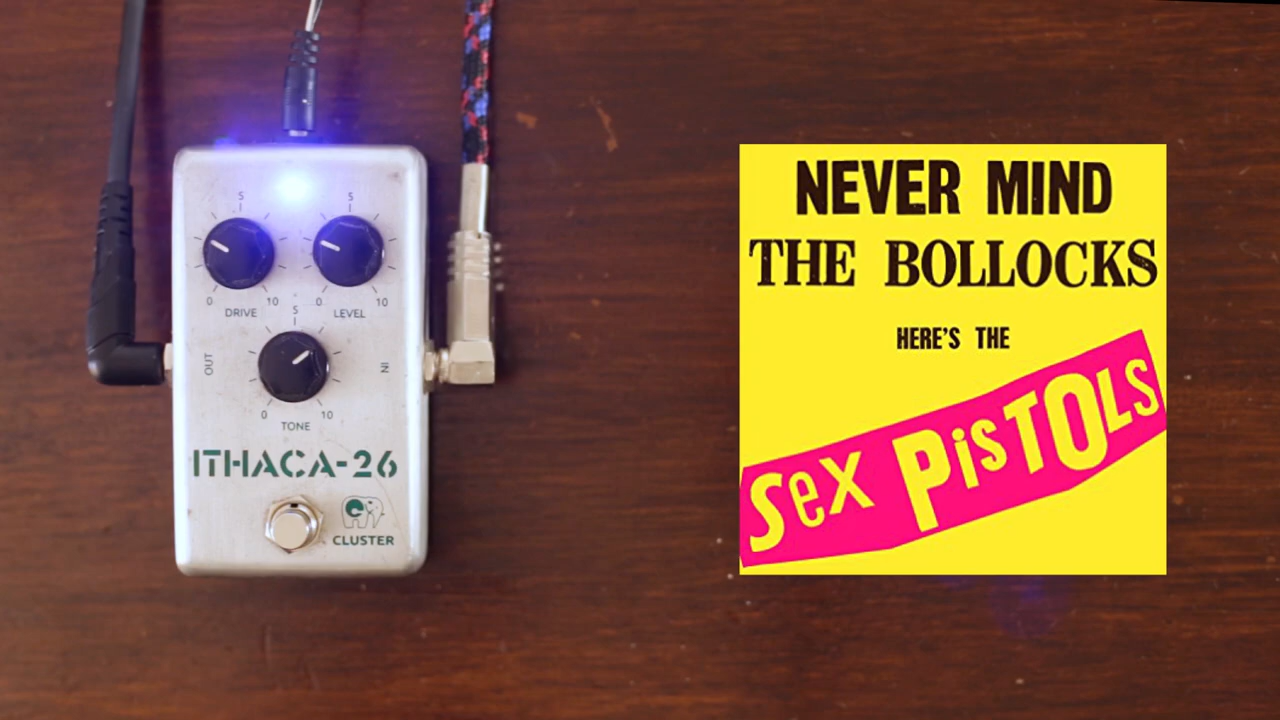 5 5
0 10 0 10
DRIVE LEVEL
5
OUT IN
0 10
TONE
ITHACA-26
CLUSTER
NEVER MIND
THE BOLLOCKS
HERE'S THE
Sex PisTOLS